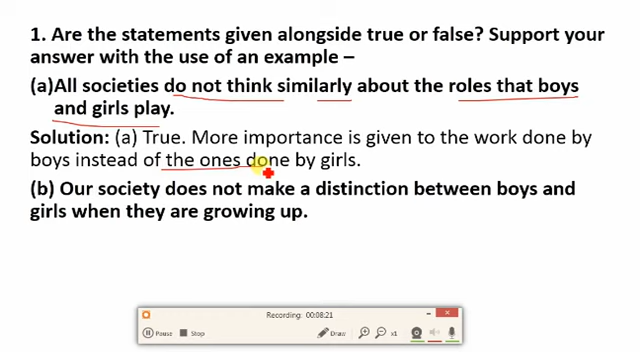 1. Are the statements given alongside true or false? Support your
answer with the use of an example –
(a)All societies do not think similarly about the roles that boys
and girls play.
Solution: (a) True. More importance is given to the work done by
boys instead of the ones done by girls.
(b) Our society does not make a distinction between boys and
girls when they are growing up.
Recording: 00:08:21
Pause Stop Draw x1